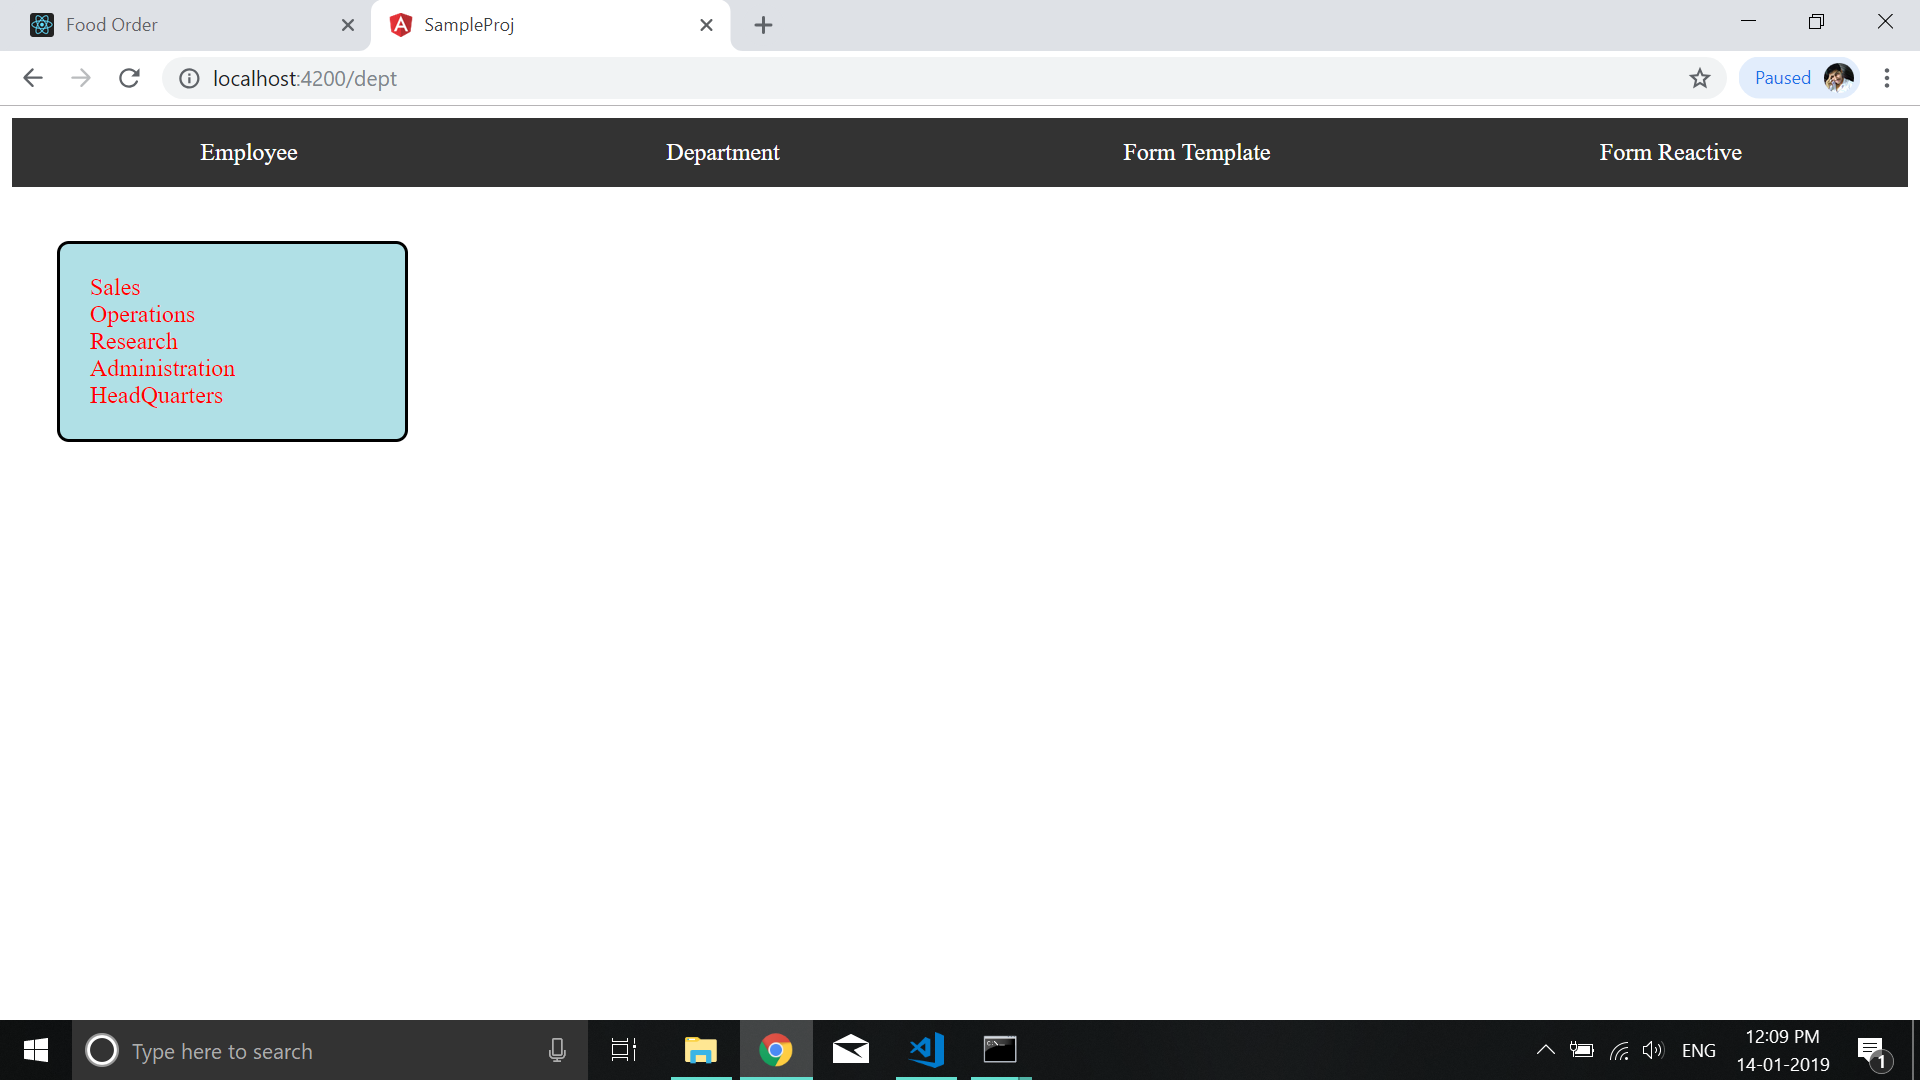 Food Order
SampleProj
localhost:4200/dept
Paused
Employee
Department
Form Template
Form Reactive
Sales
Operations
Research
Administration
HeadQuarters
Type here to search
ENG
12:09 PM
14-01-2019
1